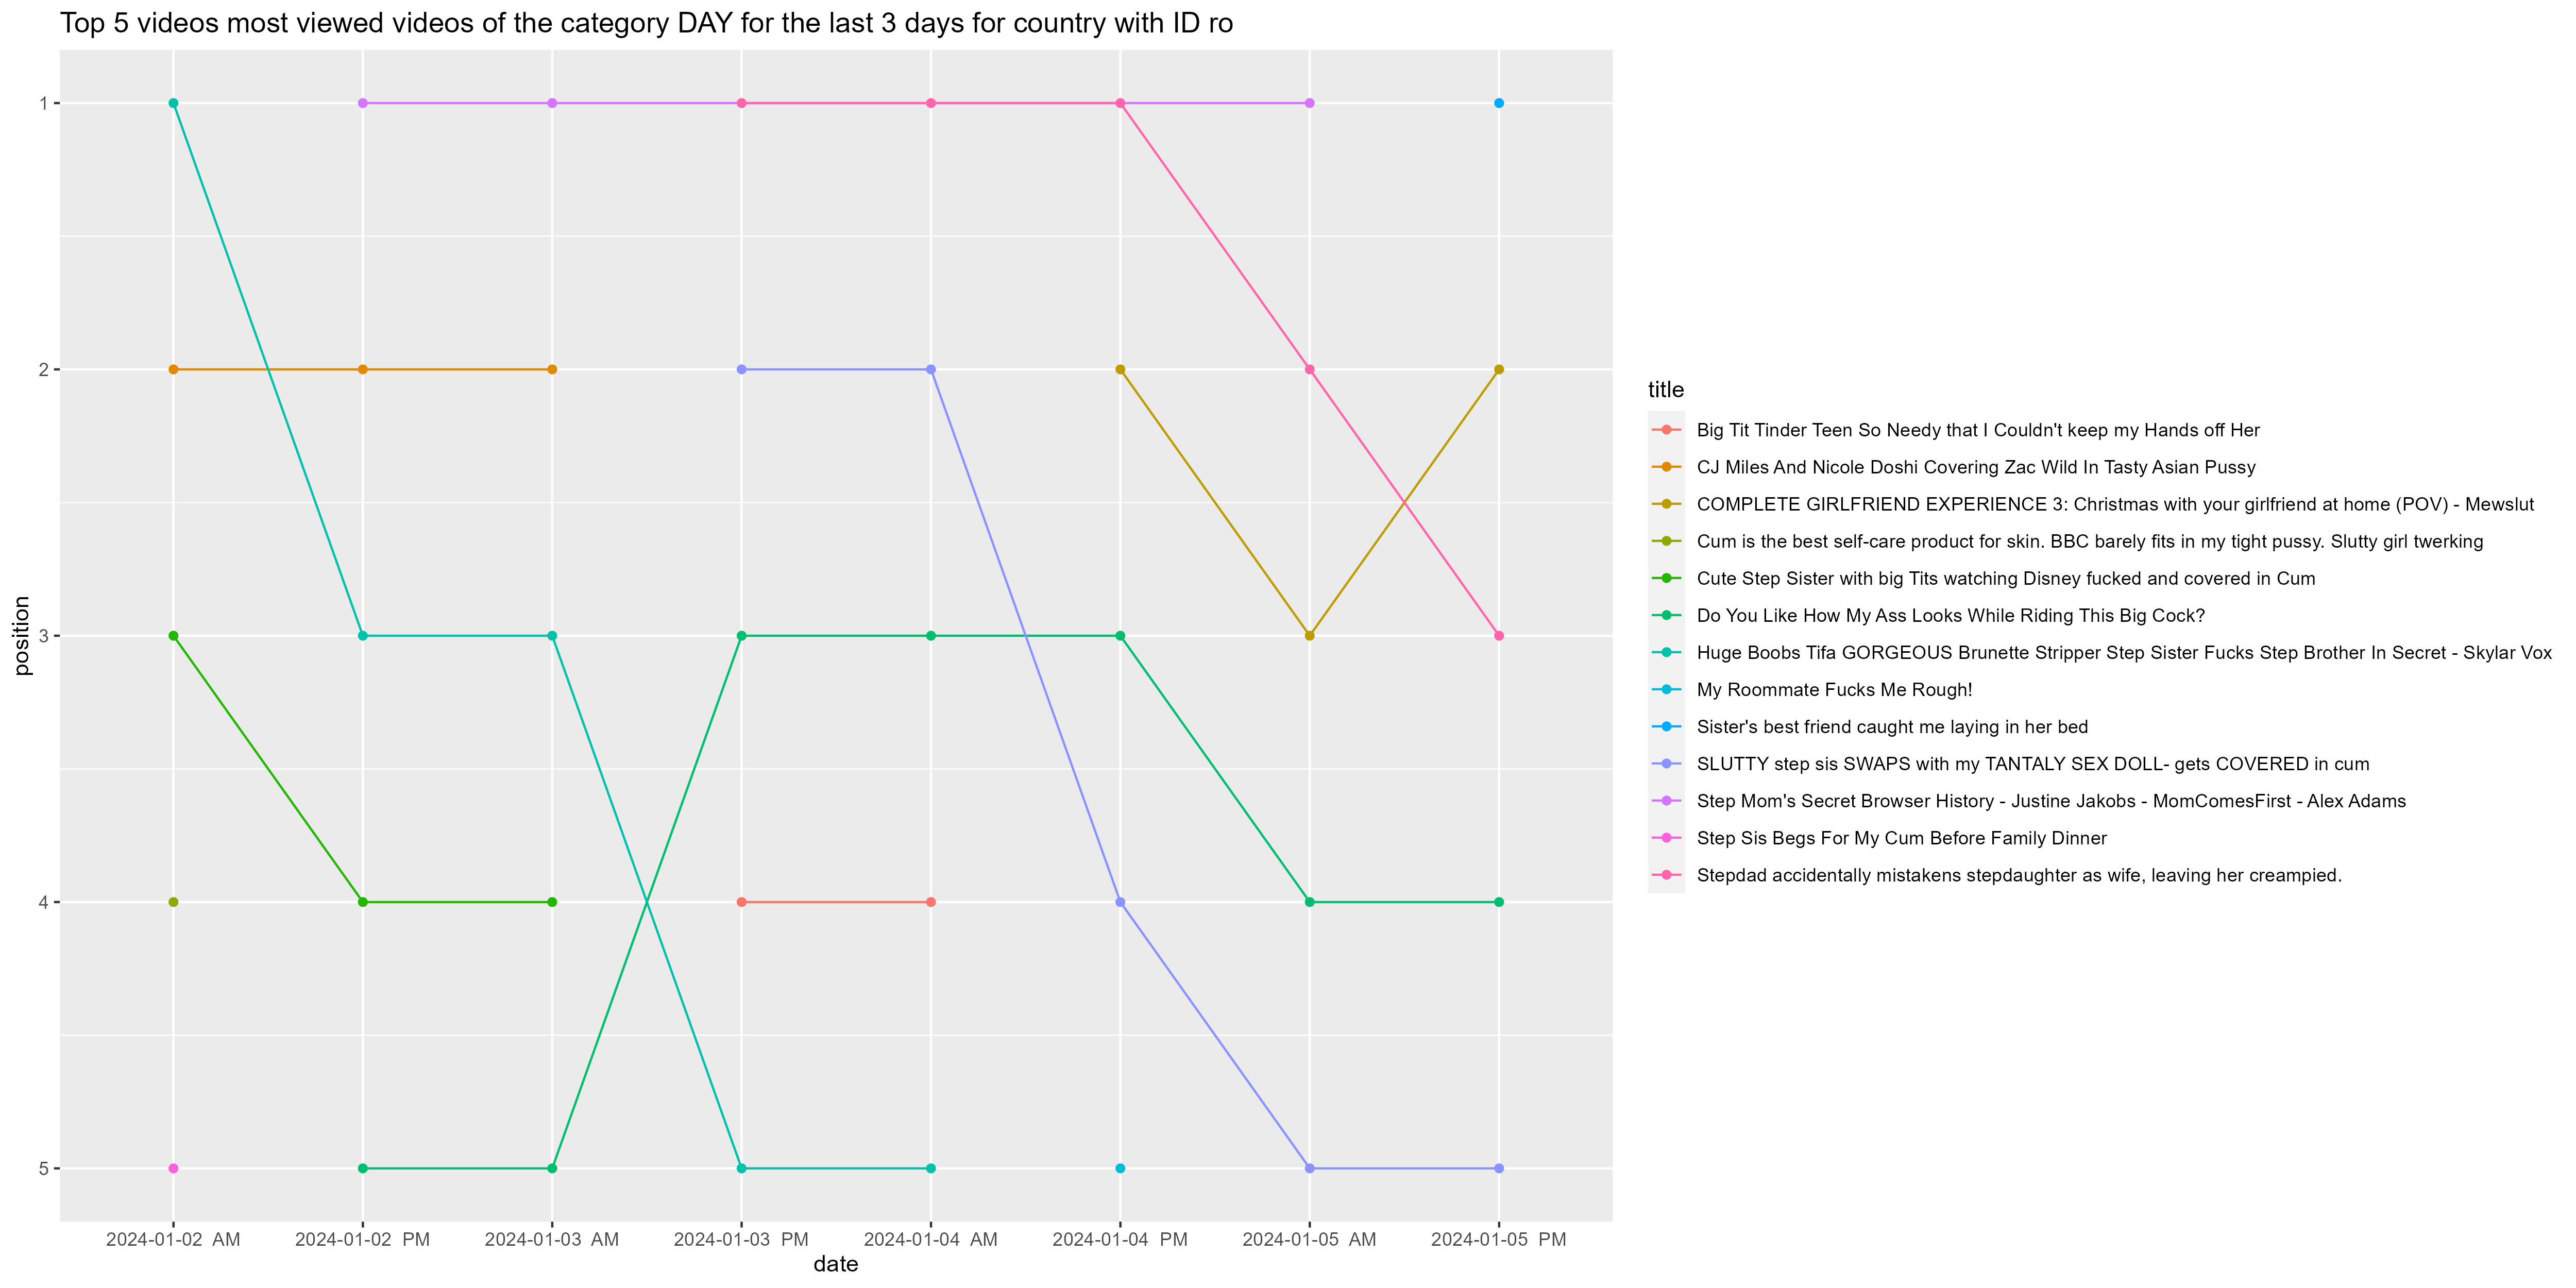 Top 5 videos most viewed videos of the category DAY for the last 3 days for country with ID ro
position
1
2
3
4
5
2024-01-02 AM
2024-01-02 PM
2024-01-03 AM
2024-01-03 PM
2024-01-04 AM
2024-01-04 PM
2024-01-05 AM
2024-01-05 PM
date
title
Big Tit Tinder Teen So Needy that I Couldn't keep my Hands off Her
CJ Miles And Nicole Doshi Covering Zac Wild In Tasty Asian Pussy
COMPLETE GIRLFRIEND EXPERIENCE 3: Christmas with your girlfriend at home (POV) - Mewslut
Cum is the best self-care product for skin. BBC barely fits in my tight pussy. Slutty girl twerking
Cute Step Sister with big Tits watching Disney fucked and covered in Cum
Do You Like How My Ass Looks While Riding This Big Cock?
Huge Boobs Tifa GORGEOUS Brunette Stripper Step Sister Fucks Step Brother In Secret - Skylar Vox
My Roommate Fucks Me Rough!
Sister's best friend caught me laying in her bed
SLUTTY step sis SWAPS with my TANTALY SEX DOLL- gets COVERED in cum
Step Mom's Secret Browser History - Justine Jakobs - MomComesFirst - Alex Adams
Step Sis Begs For My Cum Before Family Dinner
Stepdad accidentally mistakens stepdaughter as wife, leaving her creampied.